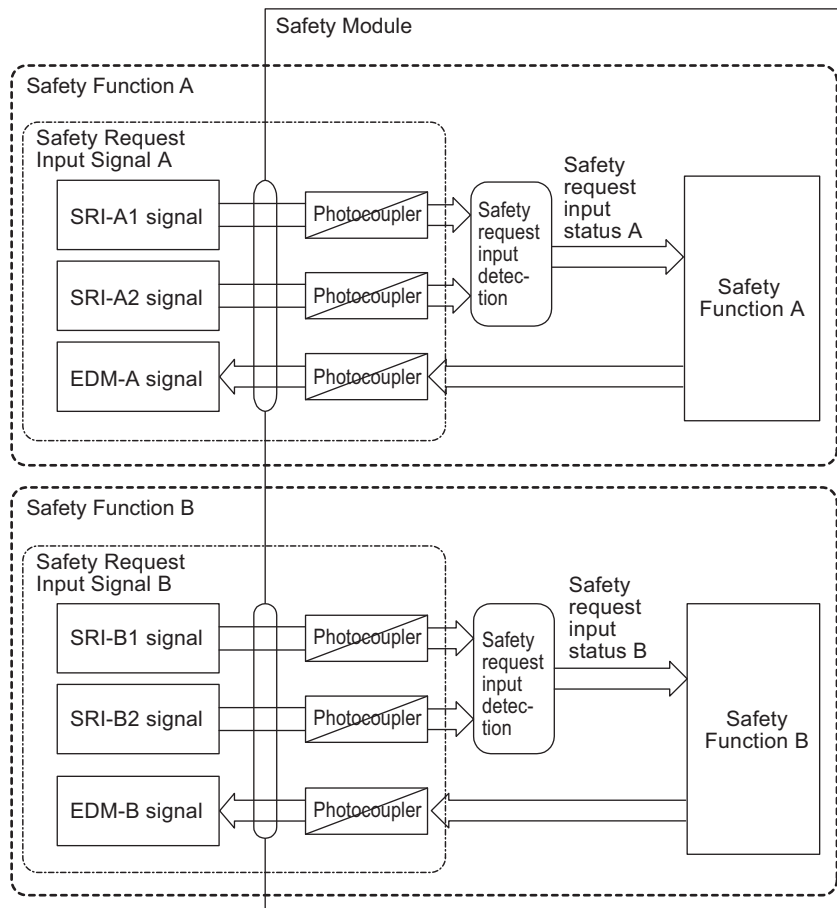 Safety Module
Safety Function A
Safety Request
Input Signal A
SRI-A1 signal
Photocoupler
SRI-A2 signal
Photocoupler
EDM-A signal
Photocoupler
Safety
request
input
detec-
tion
Safety
request
input
status A
Safety
Function A
Safety Function B
Safety Request
Input Signal B
SRI-B1 signal
Photocoupler
SRI-B2 signal
Photocoupler
EDM-B signal
Photocoupler
Safety
request
input
detec-
tion
Safety
request
input
status B
Safety
Function B